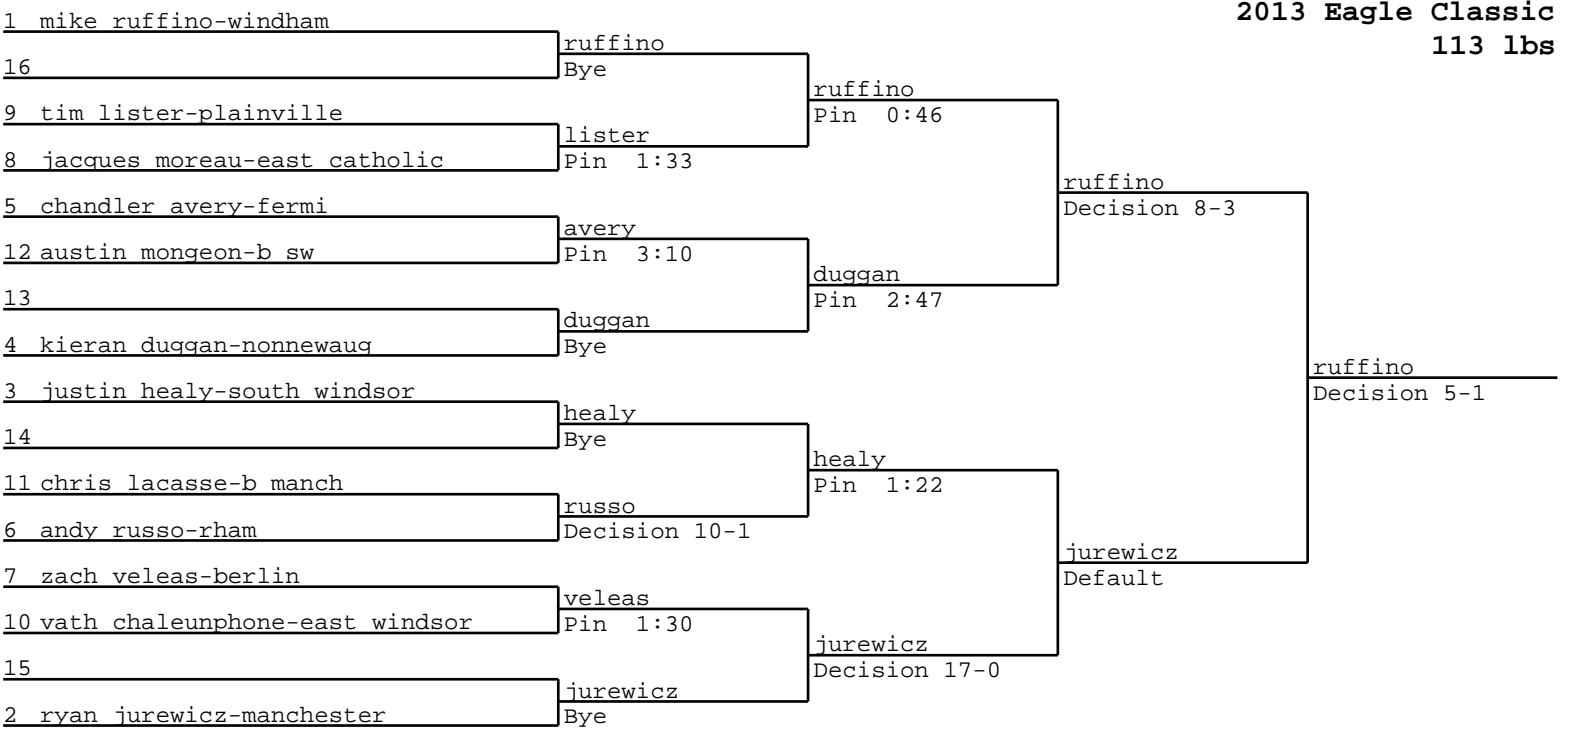 2013 Eagle Classic
113 lbs
1 mike ruffino-windham
16
9 tim lister-plainville
8 jacques moreau-east catholic
5 chandler avery-fermi
12 austin mongeon-b sw
13
4 kieran duggan-nonnewaug
3 justin healy-south windsor
14
11 chris lacasse-b manch
6 andy russo-rham
7 zach veleas-berlin
10 vath chaleunphone-east windsor
15
2 ryan jurewicz-manchester
ruffino
Bye
lister
Pin 1:33
avery
Pin 3:10
duggan
Bye
healy
Bye
russo
Decision 10-1
veleas
Pin 1:30
jurewicz
Bye
ruffino
Pin 0:46
duggan
Pin 2:47
healy
Pin 1:22
jurewicz
Decision 17-0
ruffino
Decision 8-3
jurewicz
Default
ruffino
Decision 5-1